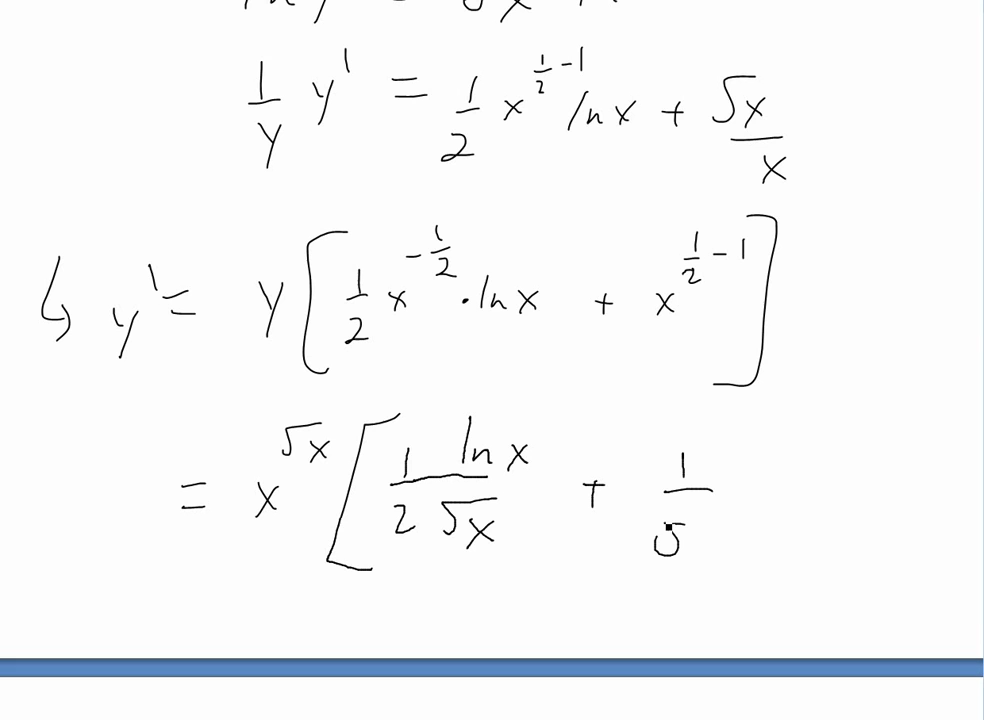 1/y y' = 1/2 x^(1/2 -1) ln x + √x/x
↳ y' = y[1/2 x^(-1/2) · ln x + x^(1/2 - 1)]
= x^√x [1 ln x/2 √x + 1/5